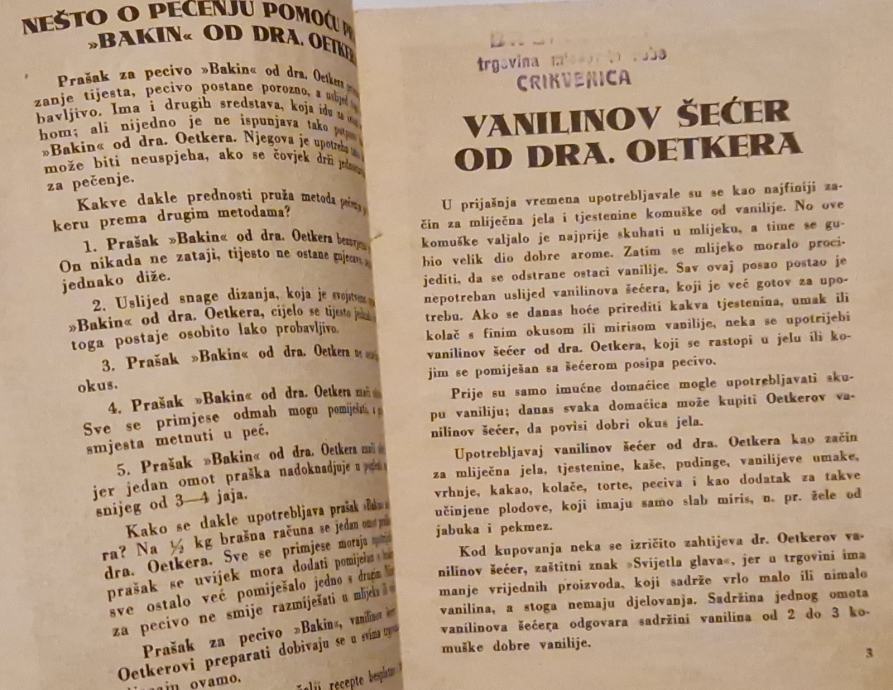 NEŠTO O PEČENJU POMOĆU
»BAKIN« OD DRA. OETKERA
Prašak za pecivo »Bakin« od dra. Oetkera
zanje tijesta, pecivo postane porozno, a uslijed
bavljivo. Ima i drugih sredstava, koja idu za
hom; ali nijedno je ne ispunjava tako
»Bakin« od dra. Oetkera. Njegova je upotreba
može biti neuspjeha, ako se čovjek drži
za pečenje.
Kakve dakle prednosti pruža metoda
keru prema drugim metodama?
1. Prašak »Bakin« od dra. Oetkera
On nikada ne zataji, tijesto ne ostane
jednako diže.
2. Uslijed snage dizanja, koja je
»Bakin« od dra. Oetkera, cijelo se tijesto
toga postaje osobito lako probavljivo.
3. Prašak »Bakin« od dra. Oetkera ne
okus.
4. Prašak »Bakin« od dra. Oetkera
Sve se primjese odmah mogu pomiješati, i
smjesta metnuti u peć.
5. Prašak »Bakin« od dra. Oetkera
jer jedan omot praška nadoknadjuje u
snijeg od 3—4 jaja.
Kako se dakle upotrebljava prašak
ra? Na ½ kg brašna računa se jedan omot
dra. Oetkera. Sve se primjese moraju
prašak se uvijek mora dodati pomiješan s
sve ostalo već pomiješalo jedno s drugim.
za pecivo ne smije razmiješati u mlijeku ili
Prašak za pecivo »Bakin«, vanilinov
Oetkerovi preparati dobivaju se u svima
ovamo.
recepte besplatno
trgovina
CRIKVENICA
VANILINOV ŠEĆER
OD DRA. OETKERA
U prijašnja vremena upotrebljavale su se kao najfiniji za-
čin za mliječna jela i tjestenine komuške od vanilije. No ove
komuške valjalo je najprije skuhati u mlijeku, a time se gu-
bio velik dio dobre arome. Zatim se mlijeko moralo proci-
jediti, da se odstrane ostaci vanilije. Sav ovaj posao postao je
nepotreban uslijed vanilinova šećera, koji je već gotov za upo-
trebu. Ako se danas hoće prirediti kakva tjestenina, umak ili
kolač s finim okusom ili mirisom vanilije, neka se upotrijebi
vanilinov šećer od dra. Oetkera, koji se rastopi u jelu ili ko-
jim se pomiješan sa šećerom posipa pecivo.
Prije su samo imućne domaćice mogle upotrebljavati sku-
pu vaniliju; danas svaka domaćica može kupiti Oetkerov va-
nilinov šećer, da povisi dobri okus jela.
Upotrebljavaj vanilinov šećer od dra. Oetkera kao začin
za mliječna jela, tjestenine, kaše, pudinge, vanilijeve umake,
vrhnje, kakao, kolače, torte, peciva i kao dodatak za takve
učinjene plodove, koji imaju samo slab miris, n. pr. žele od
jabuka i pekmez.
Kod kupovanja neka se izričito zahtijeva dr. Oetkerov va-
nilinov šećer, zaštitni znak »Svijetla glava«, jer u trgovini ima
manje vrijednih proizvoda, koji sadrže vrlo malo ili nimalo
vanilina, a stoga nemaju djelovanja. Sadržina jednog omota
vanilinova šećera odgovara sadržini vanilina od 2 do 3 ko-
muške dobre vanilije.
3